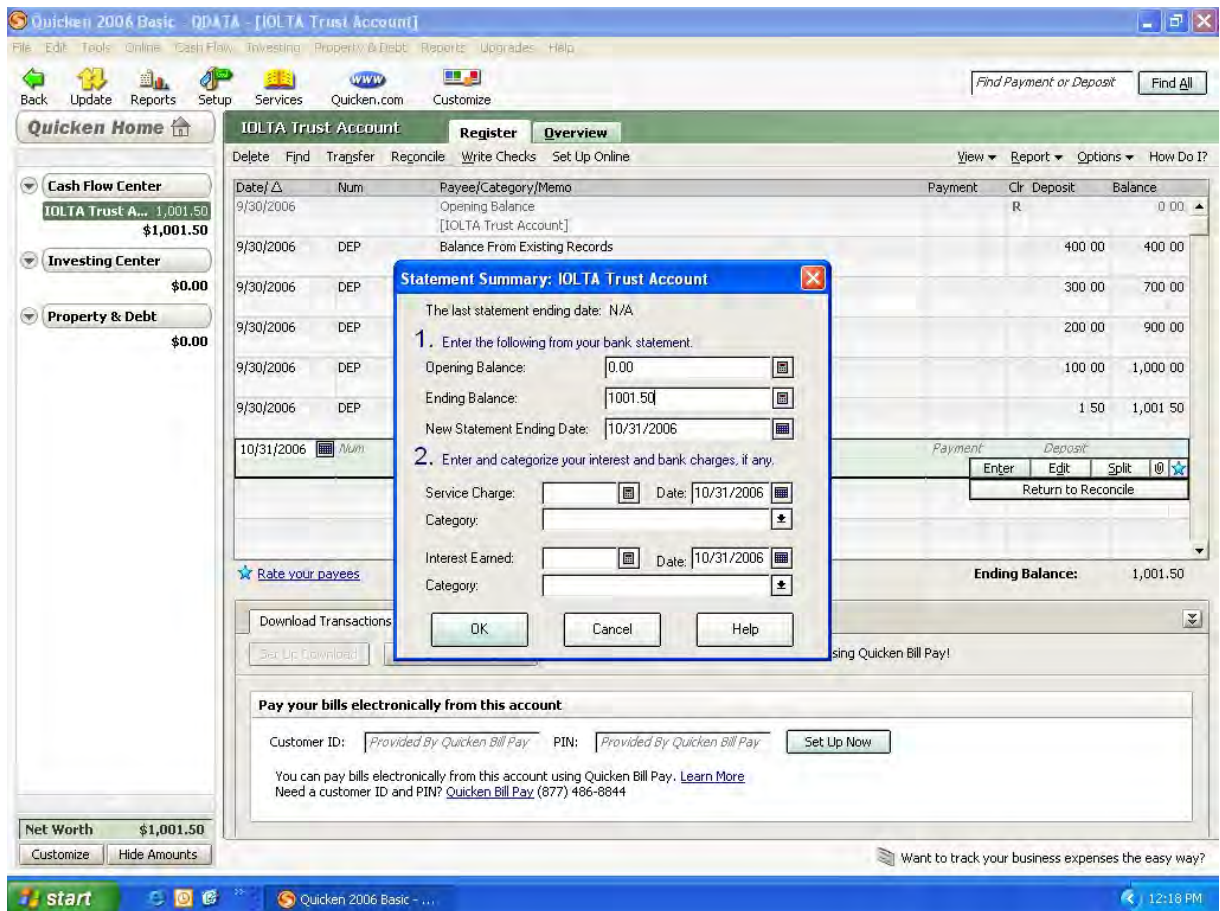 Quicken 2006 Basic - QDATA - [IOLTA Trust Account]
File Edit Tools Online Cash Flow Investing Property & Debt Reports Upgrades Help
Back Update Reports Setup Services Quicken.com Customize
WWW
Find Payment or Deposit Find All
Quicken Home
IOLTA Trust Account Register Overview
Delete Find Transfer Reconcile Write Checks Set Up Online View Report Options How Do I?
Cash Flow Center
IOLTA Trust A... 1,001.50
$1,001.50
Investing Center
$0.00
Property & Debt
$0.00
Date/ Num Payee/Category/Memo Payment Clr Deposit Balance
9/30/2006 Opening Balance R 0 00
[IOLTA Trust Account]
9/30/2006 DEP Balance From Existing Records 400 00 400 00
9/30/2006 DEP 300 00 700 00
9/30/2006 DEP 200 00 900 00
9/30/2006 DEP 100 00 1,000 00
9/30/2006 DEP 1 50 1,001 50
10/31/2006 Num Payment Deposit
Enter Edit Split
Return to Reconcile
Statement Summary: IOLTA Trust Account
The last statement ending date: N/A
1. Enter the following from your bank statement.
Opening Balance: 0.00
Ending Balance: 1001.50
New Statement Ending Date: 10/31/2006
2. Enter and categorize your interest and bank charges, if any.
Service Charge: Date: 10/31/2006
Category:
Interest Earned: Date: 10/31/2006
Category:
OK Cancel Help
Rate your payees Ending Balance: 1,001.50
Download Transactions
Set Up Download using Quicken Bill Pay!
Pay your bills electronically from this account
Customer ID: Provided By Quicken Bill Pay PIN: Provided By Quicken Bill Pay Set Up Now
You can pay bills electronically from this account using Quicken Bill Pay. Learn More
Need a customer ID and PIN? Quicken Bill Pay (877) 486-8844
Net Worth $1,001.50
Customize Hide Amounts Want to track your business expenses the easy way?
start Quicken 2006 Basic - ... 12:18 PM